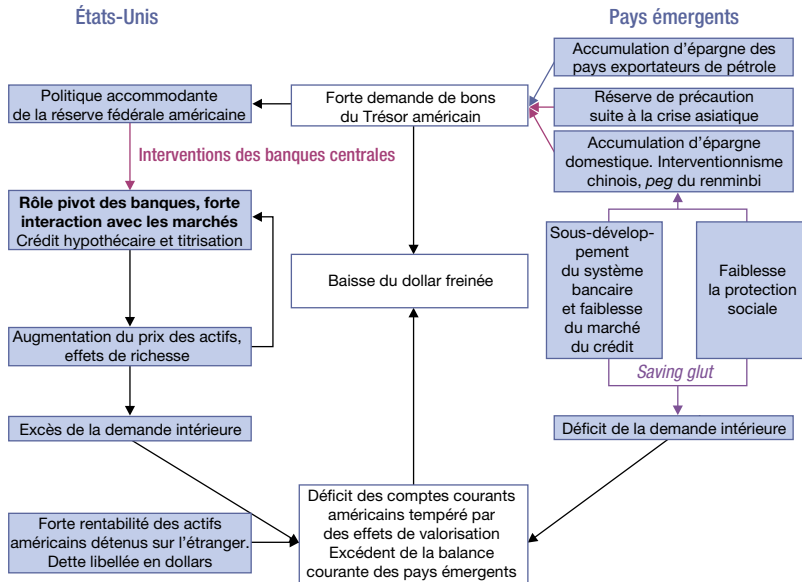 États-Unis
Pays émergents
Accumulation d'épargne des
pays exportateurs de pétrole
Politique accommodante
de la réserve fédérale américaine
Forte demande de bons
du Trésor américain
Réserve de précaution
suite à la crise asiatique
Interventions des banques centrales
Accumulation d'épargne
domestique. Interventionnisme
chinois, peg du renminbi
Rôle pivot des banques, forte
interaction avec les marchés
Crédit hypothécaire et titrisation
Baisse du dollar freinée
Sous-dévelop-
pement
du système
bancaire
et faiblesse
du marché
du crédit
Faiblesse
la protection
sociale
Augmentation du prix des actifs,
effets de richesse
Saving glut
Excès de la demande intérieure
Déficit de la demande intérieure
Forte rentabilité des actifs
américains détenus sur l'étranger.
Dette libellée en dollars
Déficit des comptes courants
américains tempéré par
des effets de valorisation
Excédent de la balance
courante des pays émergents